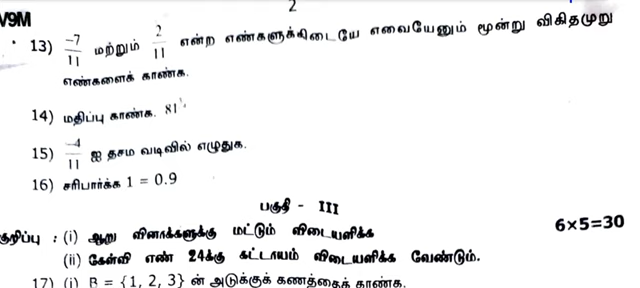 2
V9M
13) -7/11 மற்றும் 2/11 என்ற எண்களுக்கிடையே எவையேனும் மூன்று விகிதமுறு
எண்களைக் காண்க.
14) மதிப்பு காண்க. 81
15) -4/11 ஐ தசம வடிவில் எழுதுக.
16) சரிபார்க்க 1 = 0.9
பகுதி - III
குறிப்பு : (i) ஆறு வினாக்களுக்கு மட்டும் விடையளிக்க 6×5=30
(ii) கேள்வி எண் 24க்கு கட்டாயம் விடையளிக்க வேண்டும்.
17) (i) B = {1, 2, 3} ன் அடுக்குக் கணத்தைக் காண்க.